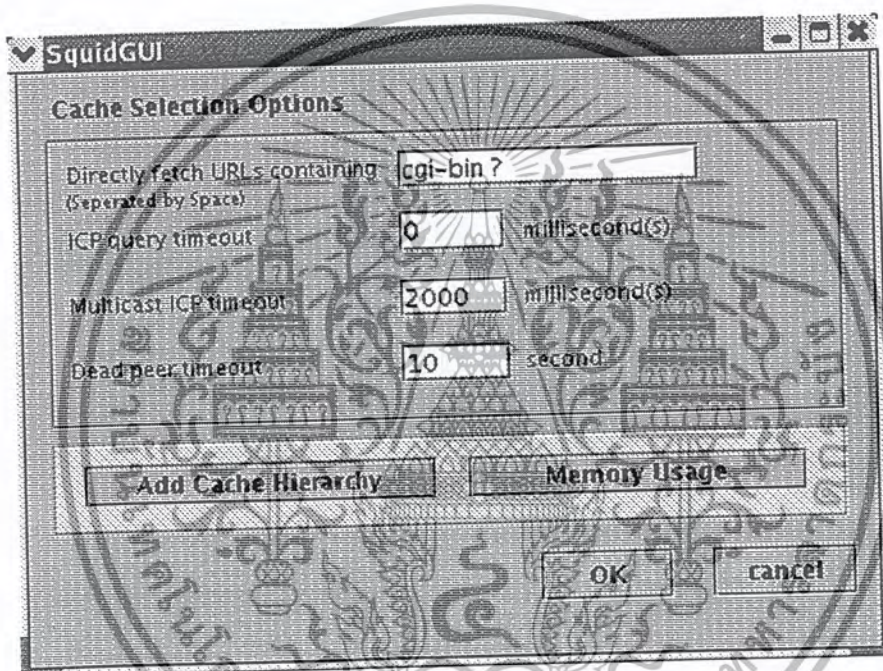 SquidGUI
Cache Selection Options
Directly fetch URLs containing cgi-bin ?
(Seperated by Space)
ICP query timeout 0 millisecond(s)
Multicast ICP timeout 2000 millisecond(s)
Dead peer timeout 10 second
Add Cache Hierarchy Memory Usage
OK cancel